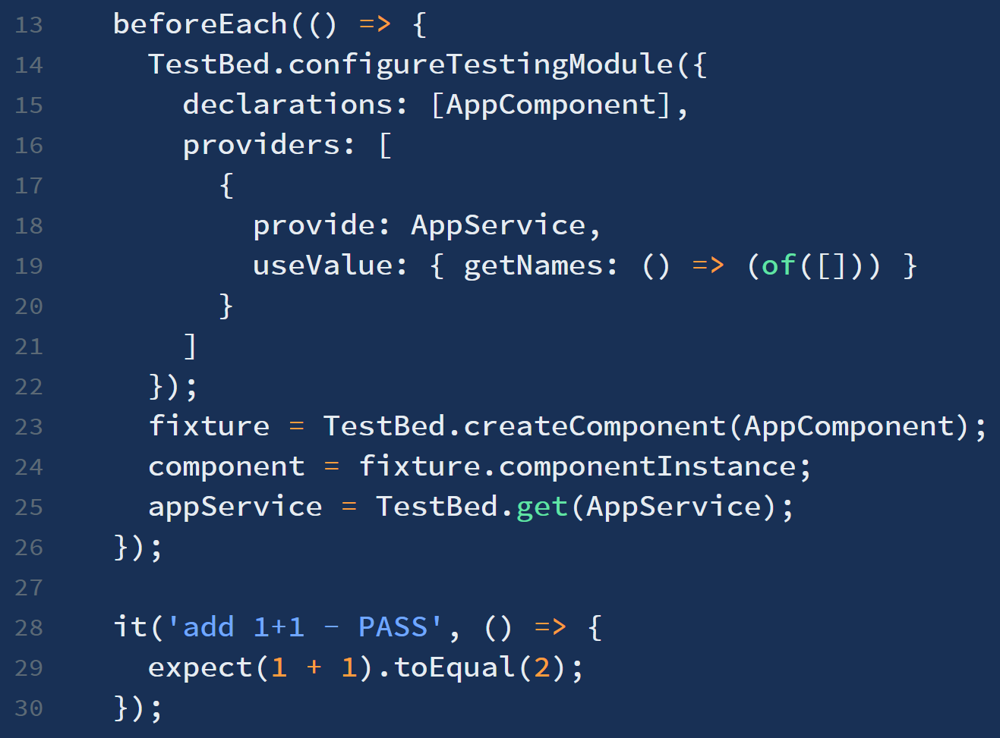 13    beforeEach(() => {
14      TestBed.configureTestingModule({
15        declarations: [AppComponent],
16        providers: [
17          {
18            provide: AppService,
19            useValue: { getNames: () => (of([])) }
20          }
21        ]
22      });
23      fixture = TestBed.createComponent(AppComponent);
24      component = fixture.componentInstance;
25      appService = TestBed.get(AppService);
26    });
27
28    it('add 1+1 - PASS', () => {
29      expect(1 + 1).toEqual(2);
30    });